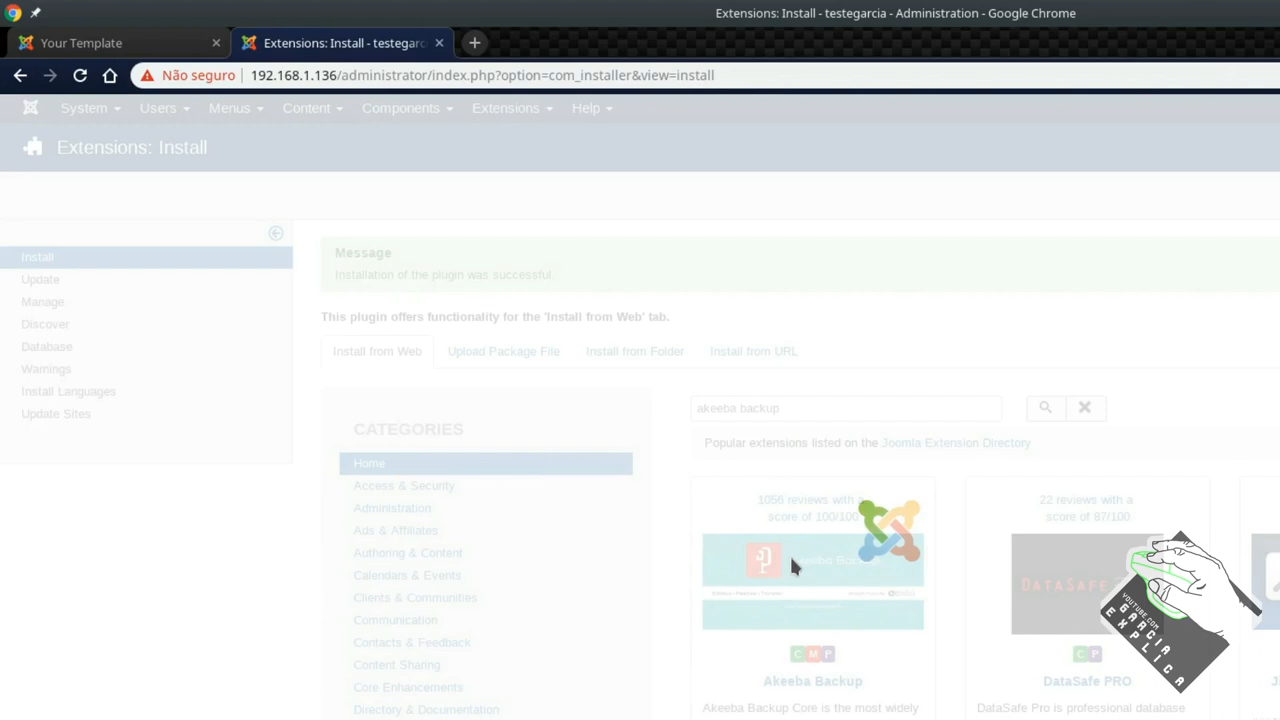 Extensions: Install - testegarcia - Administration - Google Chrome
Your Template
Extensions: Install - testegarc
Não seguro
192.168.1.136/administrator/index.php?option=com_installer&view=install
System
Users
Menus
Content
Components
Extensions
Help
Extensions: Install
Install
Update
Manage
Discover
Database
Warnings
Install Languages
Update Sites
Message
Installation of the plugin was successful.
This plugin offers functionality for the 'Install from Web' tab.
Install from Web
Upload Package File
Install from Folder
Install from URL
CATEGORIES
Home
Access & Security
Administration
Ads & Affiliates
Authoring & Content
Calendars & Events
Clients & Communities
Communication
Contacts & Feedback
Content Sharing
Core Enhancements
Directory & Documentation
akeeba backup
Popular extensions listed on the Joomla Extension Directory
1056 reviews with a
score of 100/100
C M P
Akeeba Backup
Akeeba Backup Core is the most widely
22 reviews with a
score of 87/100
DATASAFE
C P
DataSafe PRO
DataSafe Pro is professional database
YOUTUBE.COM
GARCIA
EXPLICA